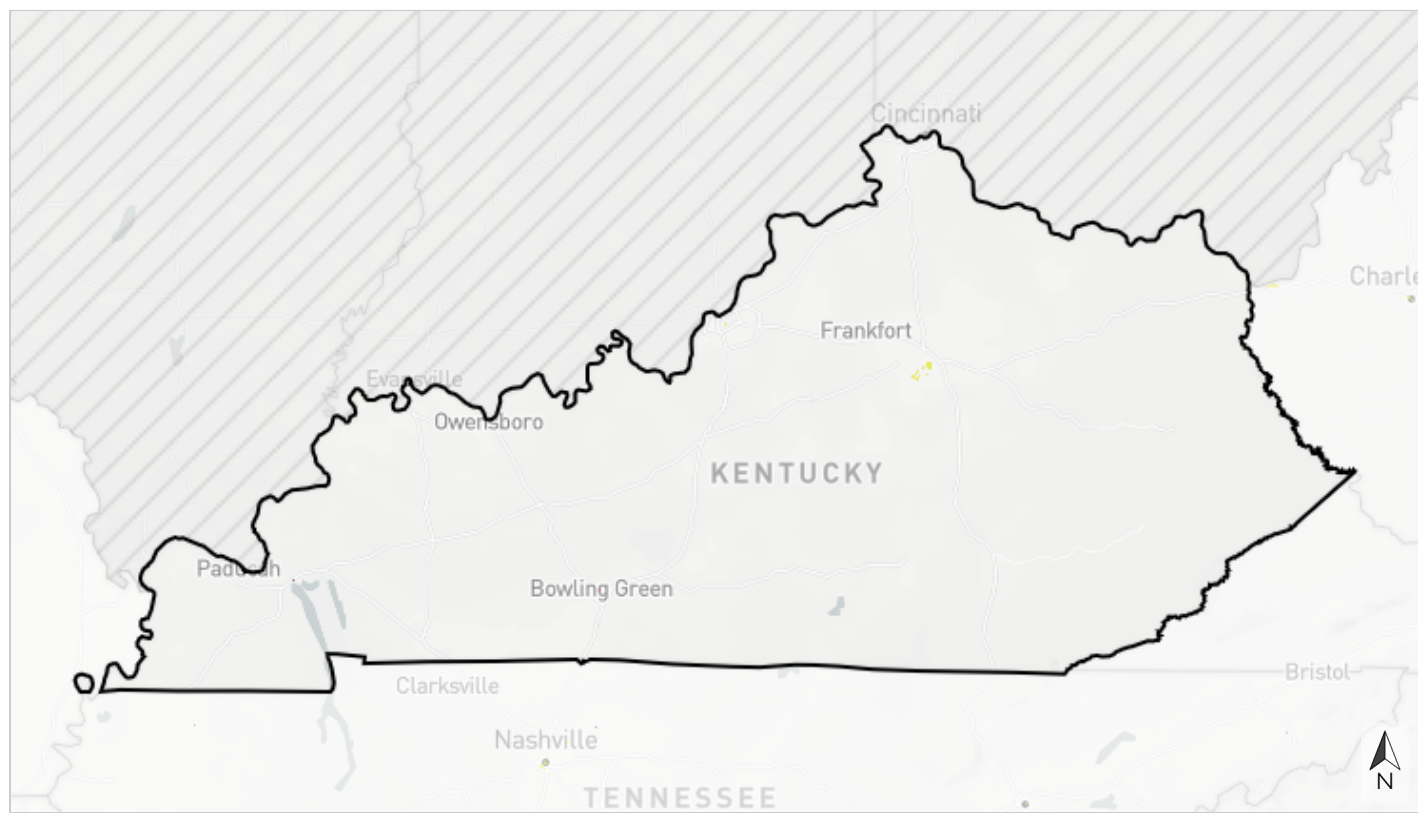 Cincinnati
Charle
Frankfort
Evansville
Owensboro
KENTUCKY
Paducah
Bowling Green
Bristol
Clarksville
Nashville
N
TENNESSEE